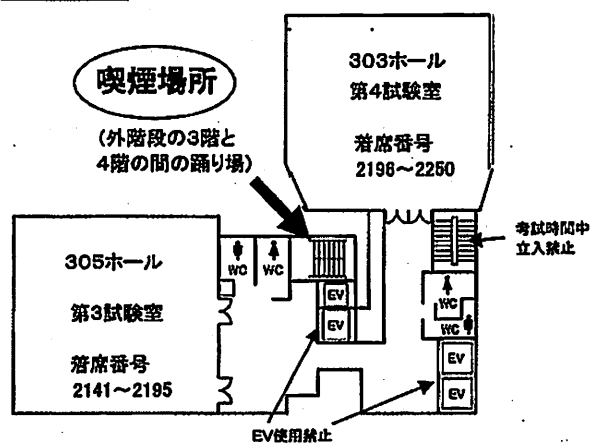 喫煙場所
(外階段の3階と
4階の間の踊り場)
303ホール
第4試験室
着席番号
2196~2250
考試時間中
立入禁止
305ホール
第3試験室
着席番号
2141~2195
WC
WC
EV
EV
WC
WC
EV
EV
EV使用禁止